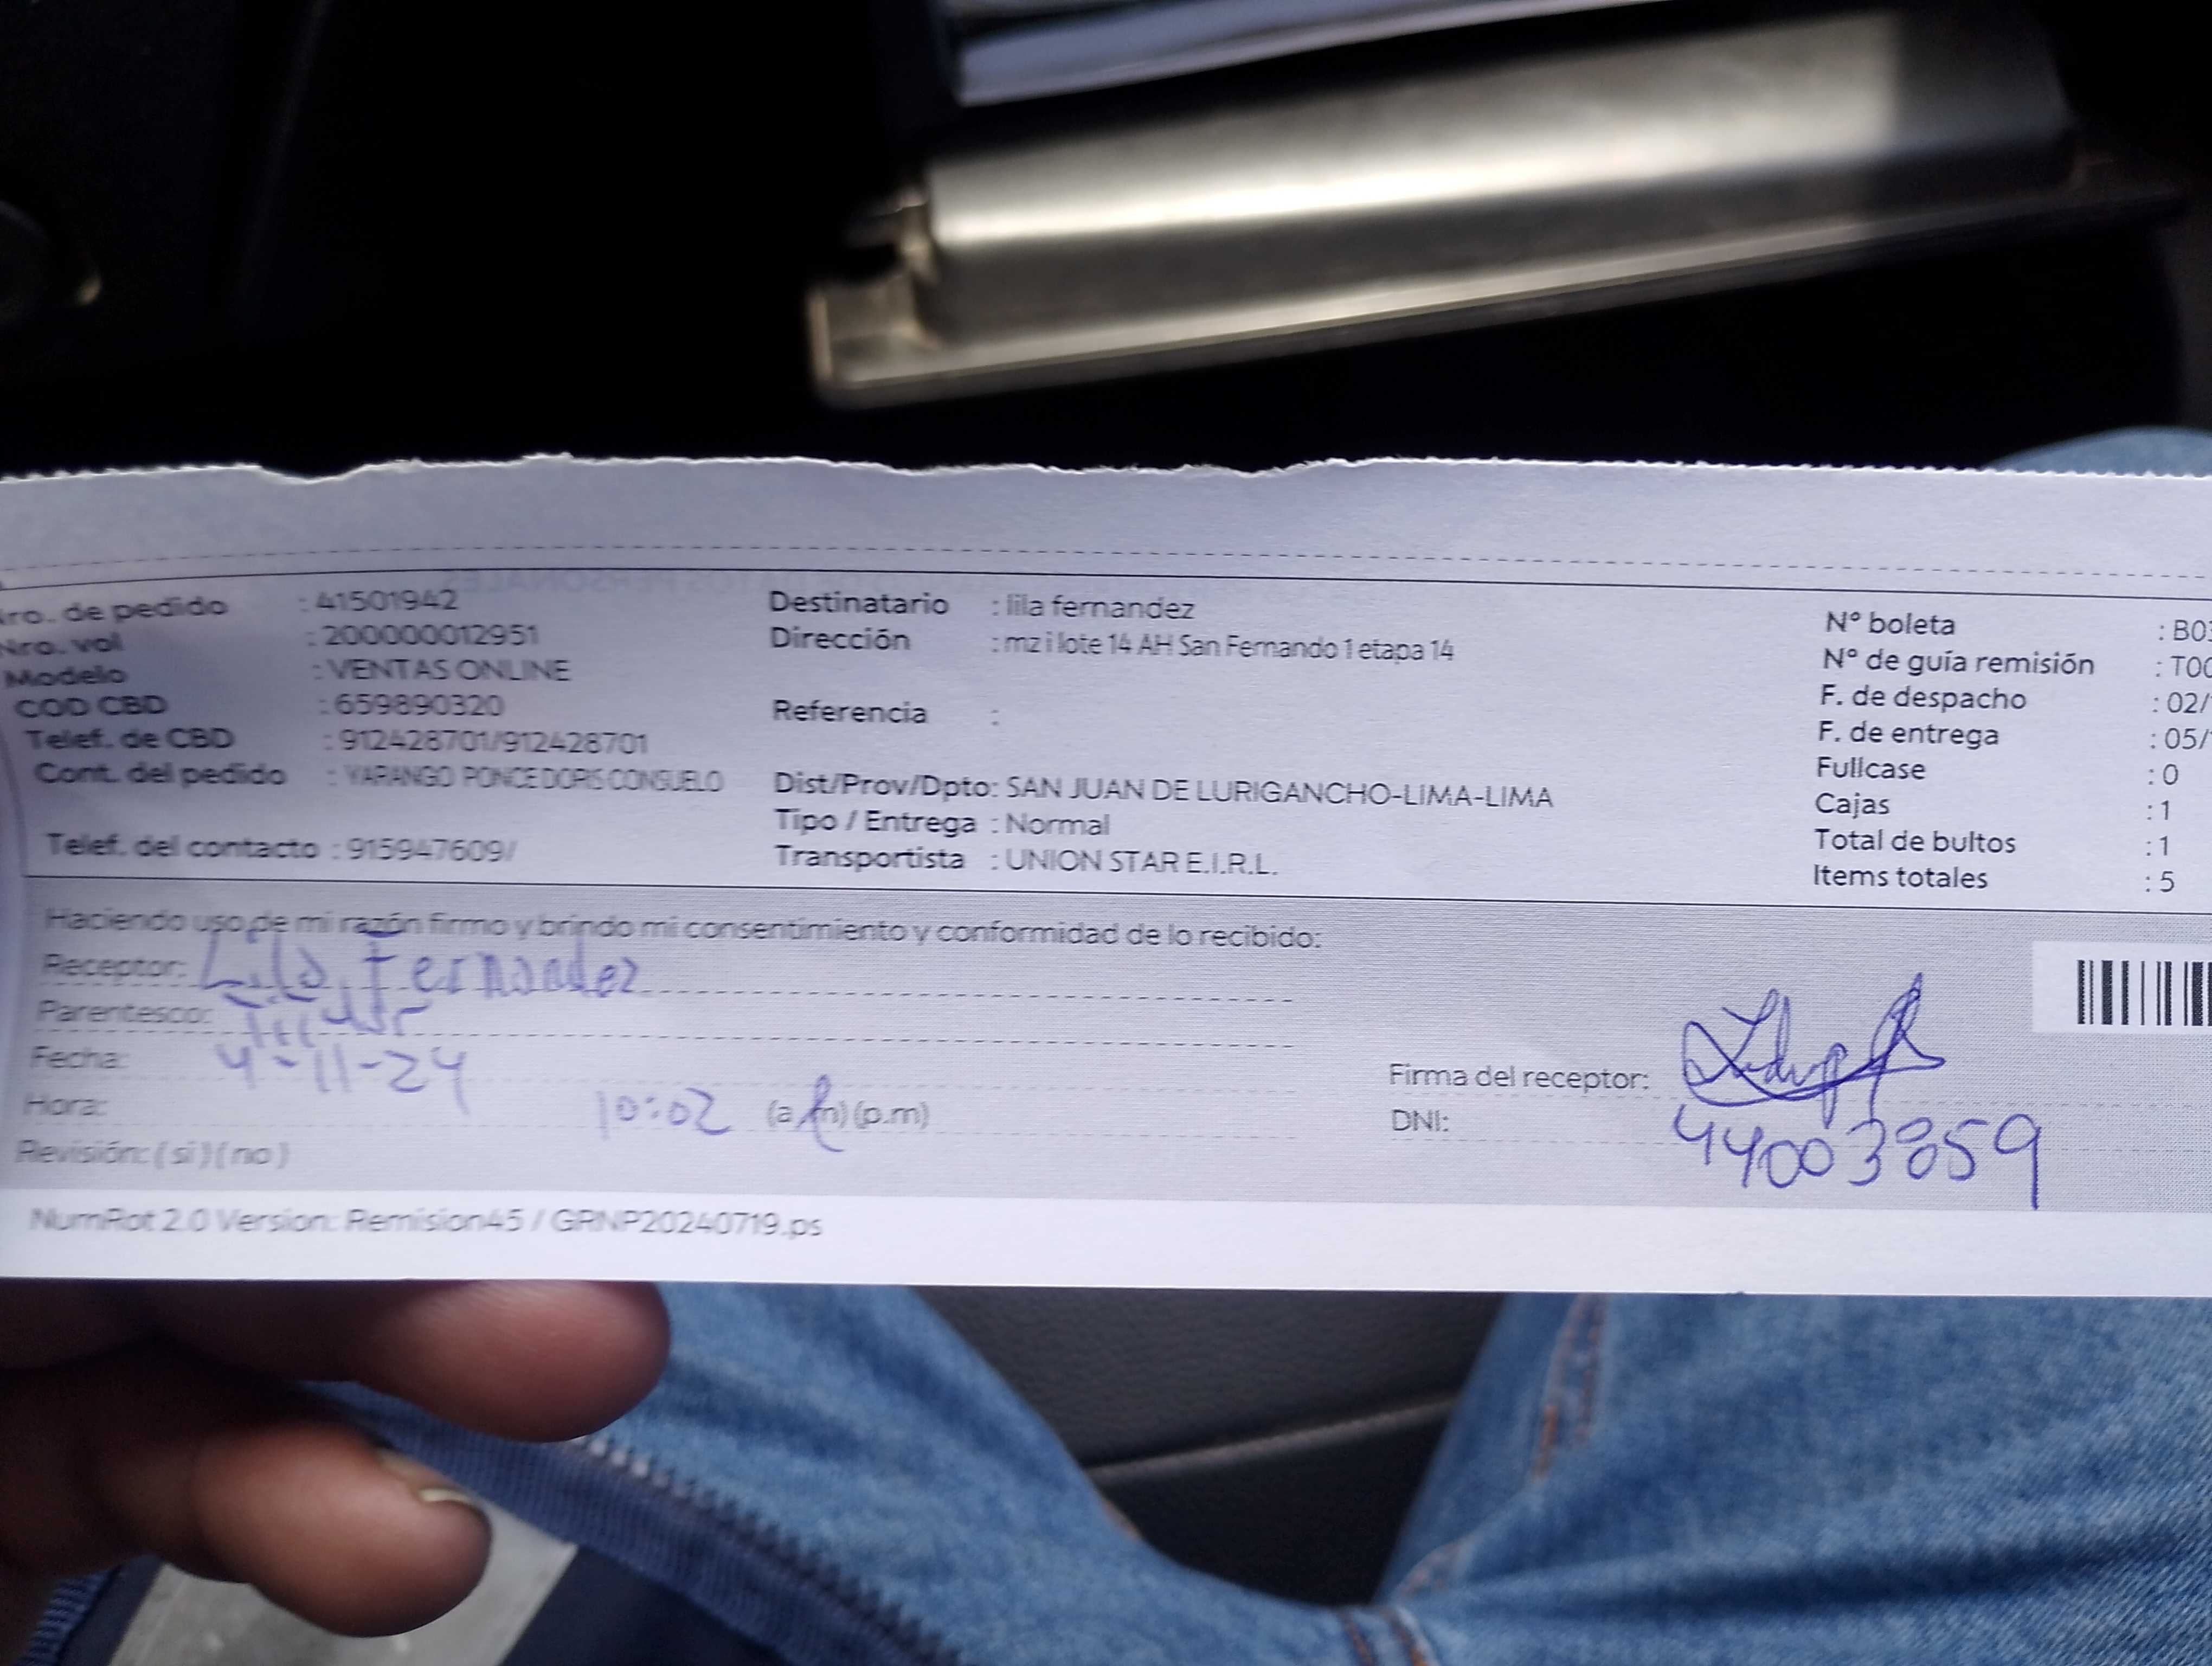 Nro. de pedido : 41501942
Nro. vol : 200000012951
Modelo : VENTAS ONLINE
COD CBD : 659890320
Telef. de CBD : 912428701/912428701
Cont. del pedido : YARANGO PONCE DORIS CONSUELO
Telef. del contacto : 915947609/
Destinatario : lila fernandez
Dirección : mz i lote 14 AH San Fernando 1 etapa 14
Referencia :
Dist/Prov/Dpto: SAN JUAN DE LURIGANCHO-LIMA-LIMA
Tipo / Entrega : Normal
Transportista : UNION STAR E.I.R.L.
N° boleta : B03
N° de guía remisión : T00
F. de despacho : 02/
F. de entrega : 05/
Fullcase : 0
Cajas : 1
Total de bultos : 1
Items totales : 5
Haciendo uso de mi razón firmo y brindo mi consentimiento y conformidad de lo recibido:
Receptor: Lila Fernandez
Parentesco: Titular
Fecha: 4-11-24
Hora: 10:02 (a.m) (p.m)
Revisión: ( si ) ( no )
Firma del receptor:
DNI: 44003859
NumRot 2.0 Version: Remision45 / GRNP20240719.ps